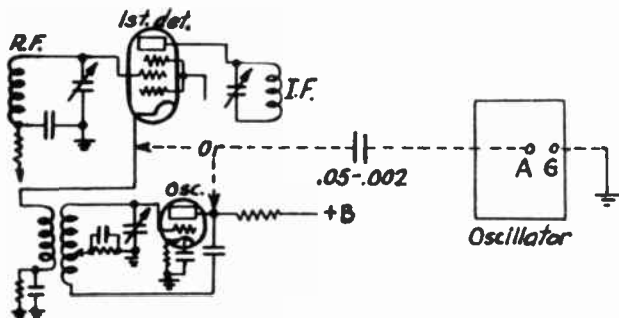 1st. det.
R.F.
I.F.
Or
.05-.002
A G
Osc.
+B
Oscillator